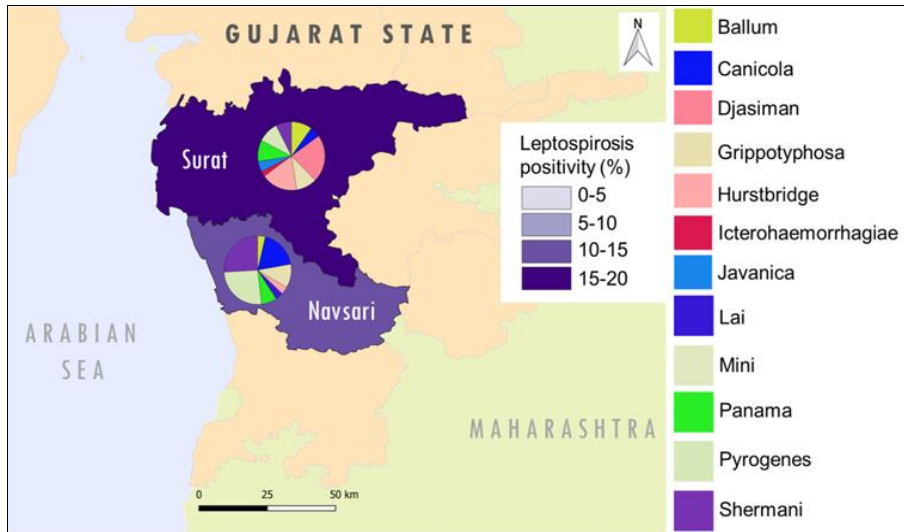 GUJARAT STATE
N
Surat
Navsari
ARABIAN
SEA
MAHARASHTRA
Leptospirosis
positivity (%)
0-5
5-10
10-15
15-20
0 25 50 km
Ballum
Canicola
Djasiman
Grippotyphosa
Hurstbridge
Icterohaemorrhagiae
Javanica
Lai
Mini
Panama
Pyrogenes
Shermani